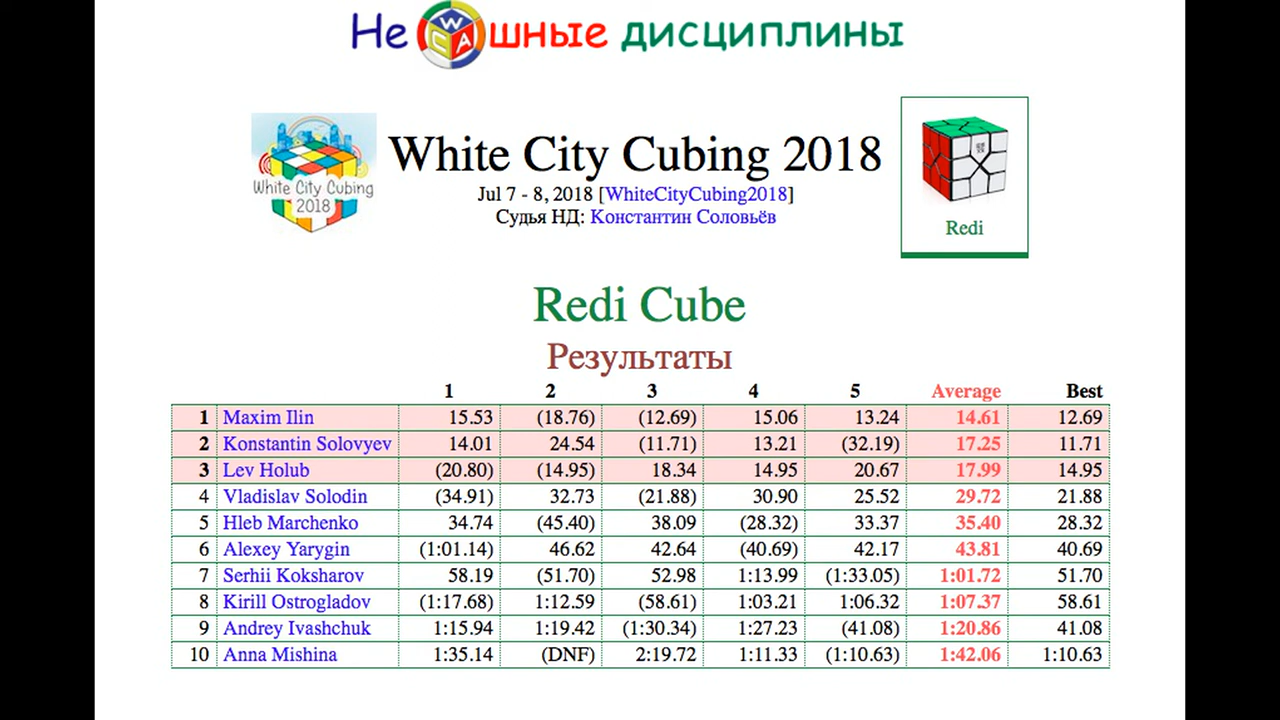 Не WCA шные дисциплины
White City Cubing 2018
White City Cubing 2018
Jul 7 - 8, 2018 [WhiteCityCubing2018]
Судья НД: Константин Соловьёв
Redi
Redi Cube
Результаты
1 2 3 4 5 Average Best
1 Maxim Ilin 15.53 (18.76) (12.69) 15.06 13.24 14.61 12.69
2 Konstantin Solovyev 14.01 24.54 (11.71) 13.21 (32.19) 17.25 11.71
3 Lev Holub (20.80) (14.95) 18.34 14.95 20.67 17.99 14.95
4 Vladislav Solodin (34.91) 32.73 (21.88) 30.90 25.52 29.72 21.88
5 Hleb Marchenko 34.74 (45.40) 38.09 (28.32) 33.37 35.40 28.32
6 Alexey Yarygin (1:01.14) 46.62 42.64 (40.69) 42.17 43.81 40.69
7 Serhii Koksharov 58.19 (51.70) 52.98 1:13.99 (1:33.05) 1:01.72 51.70
8 Kirill Ostrogladov (1:17.68) 1:12.59 (58.61) 1:03.21 1:06.32 1:07.37 58.61
9 Andrey Ivashchuk 1:15.94 1:19.42 (1:30.34) 1:27.23 (41.08) 1:20.86 41.08
10 Anna Mishina 1:35.14 (DNF) 2:19.72 1:11.33 (1:10.63) 1:42.06 1:10.63